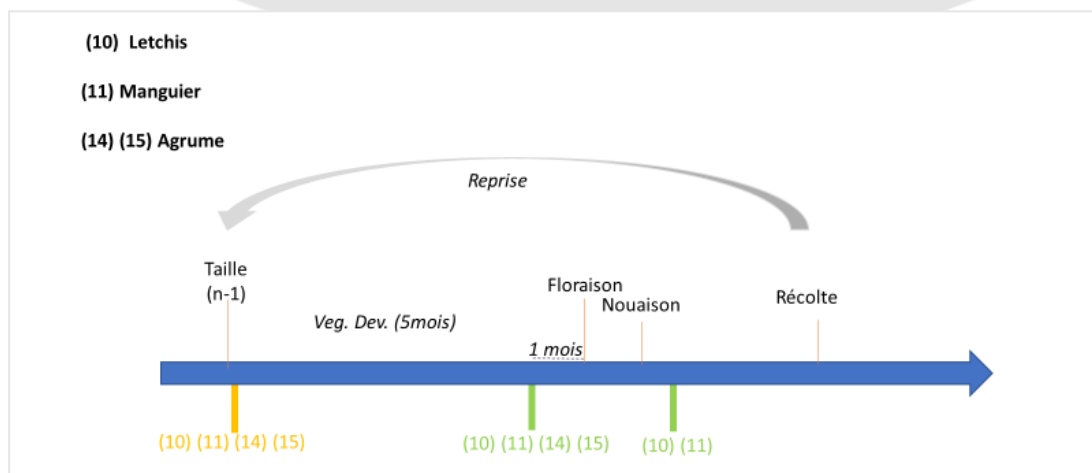 (10) Letchis
(11) Manguier
(14) (15) Agrume
Reprise
Taille
(n-1)
Floraison
Nouaison
Récolte
Veg. Dev. (5mois)
1 mois
(10) (11) (14) (15)
(10) (11) (14) (15)
(10) (11)